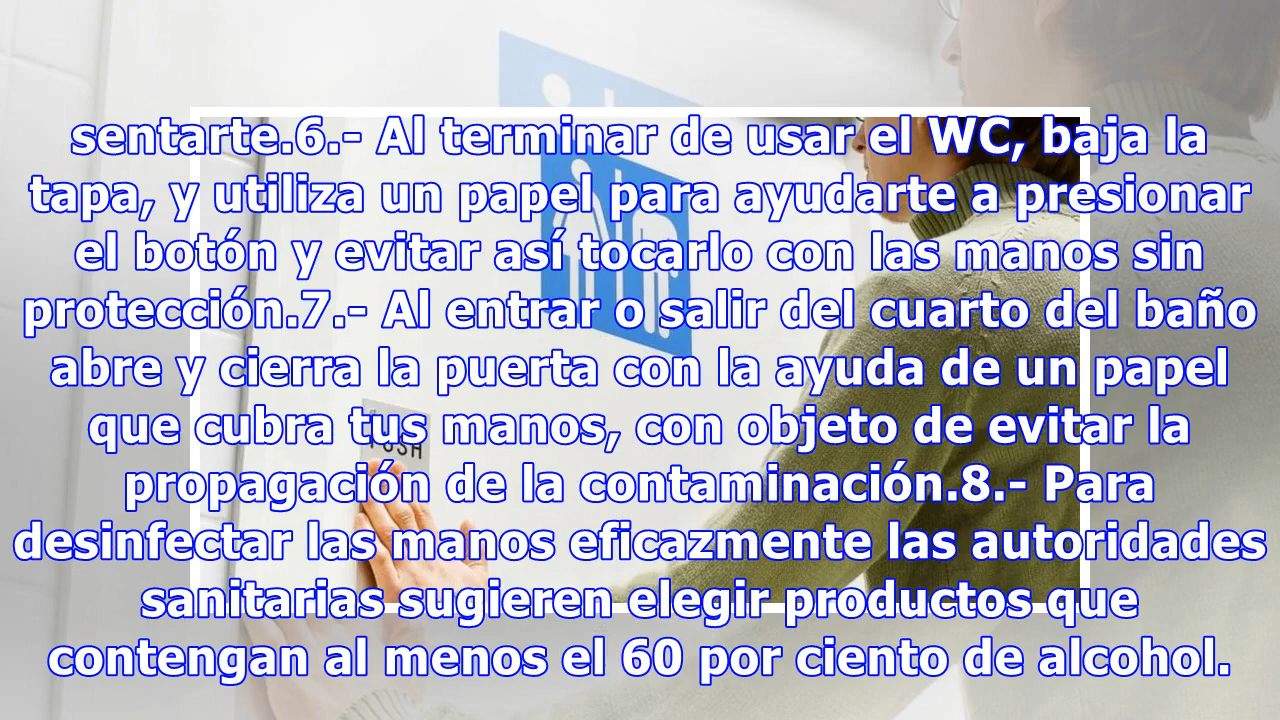 sentarte.6.- Al terminar de usar el WC, baja la
tapa, y utiliza un papel para ayudarte a presionar
el botón y evitar así tocarlo con las manos sin
protección.7.- Al entrar o salir del cuarto del baño
abre y cierra la puerta con la ayuda de un papel
que cubra tus manos, con objeto de evitar la
PUSH
propagación de la contaminación.8.- Para
desinfectar las manos eficazmente las autoridades
sanitarias sugieren elegir productos que
contengan al menos el 60 por ciento de alcohol.